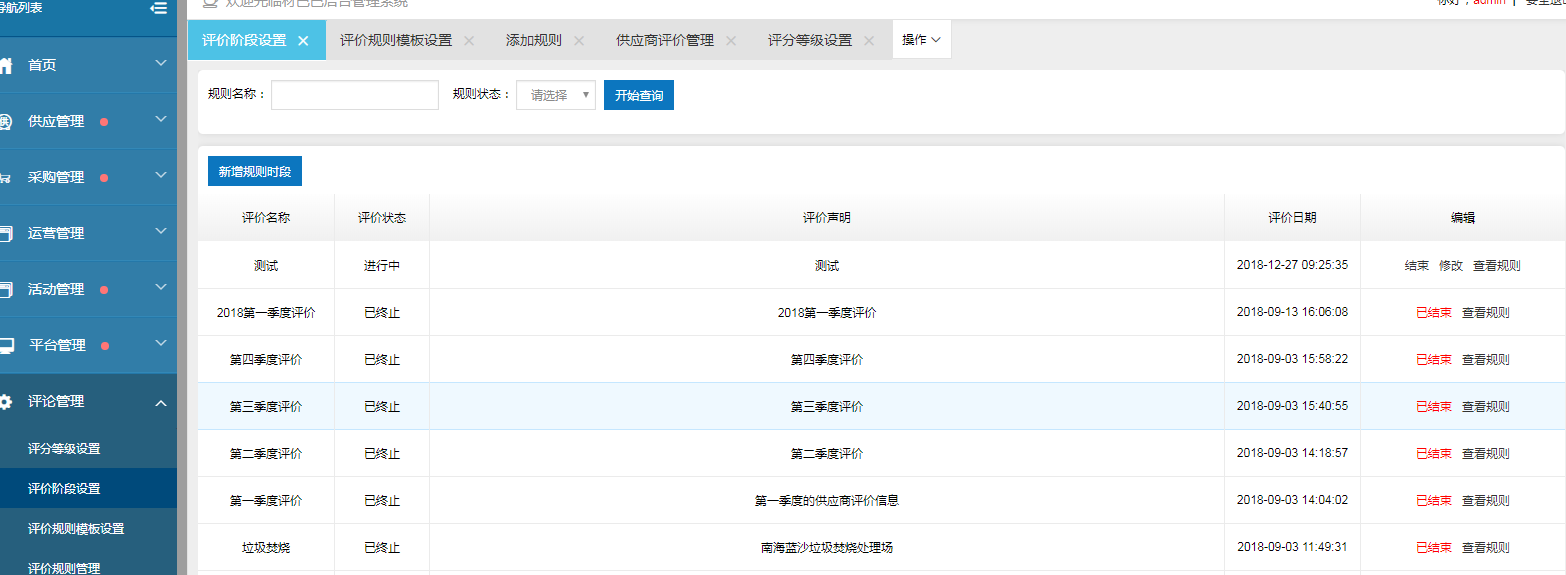 导航列表
欢迎光临材巴巴后台管理系统
你好，admin | 安全退出
评价阶段设置 × 评价规则模板设置 × 添加规则 × 供应商评价管理 × 评分等级设置 × 操作
首页
供应管理
采购管理
运营管理
活动管理
平台管理
评论管理
评分等级设置
评价阶段设置
评价规则模板设置
评价规则管理
规则名称： 规则状态： 请选择 开始查询
新增规则时段
评价名称 评价状态 评价声明 评价日期 编辑
测试 进行中 测试 2018-12-27 09:25:35 结束 修改 查看规则
2018第一季度评价 已终止 2018第一季度评价 2018-09-13 16:06:08 已结束 查看规则
第四季度评价 已终止 第四季度评价 2018-09-03 15:58:22 已结束 查看规则
第三季度评价 已终止 第三季度评价 2018-09-03 15:40:55 已结束 查看规则
第二季度评价 已终止 第二季度评价 2018-09-03 14:18:57 已结束 查看规则
第一季度评价 已终止 第一季度的供应商评价信息 2018-09-03 14:04:02 已结束 查看规则
垃圾焚烧 已终止 南海蓝沙垃圾焚烧处理场 2018-09-03 11:49:31 已结束 查看规则